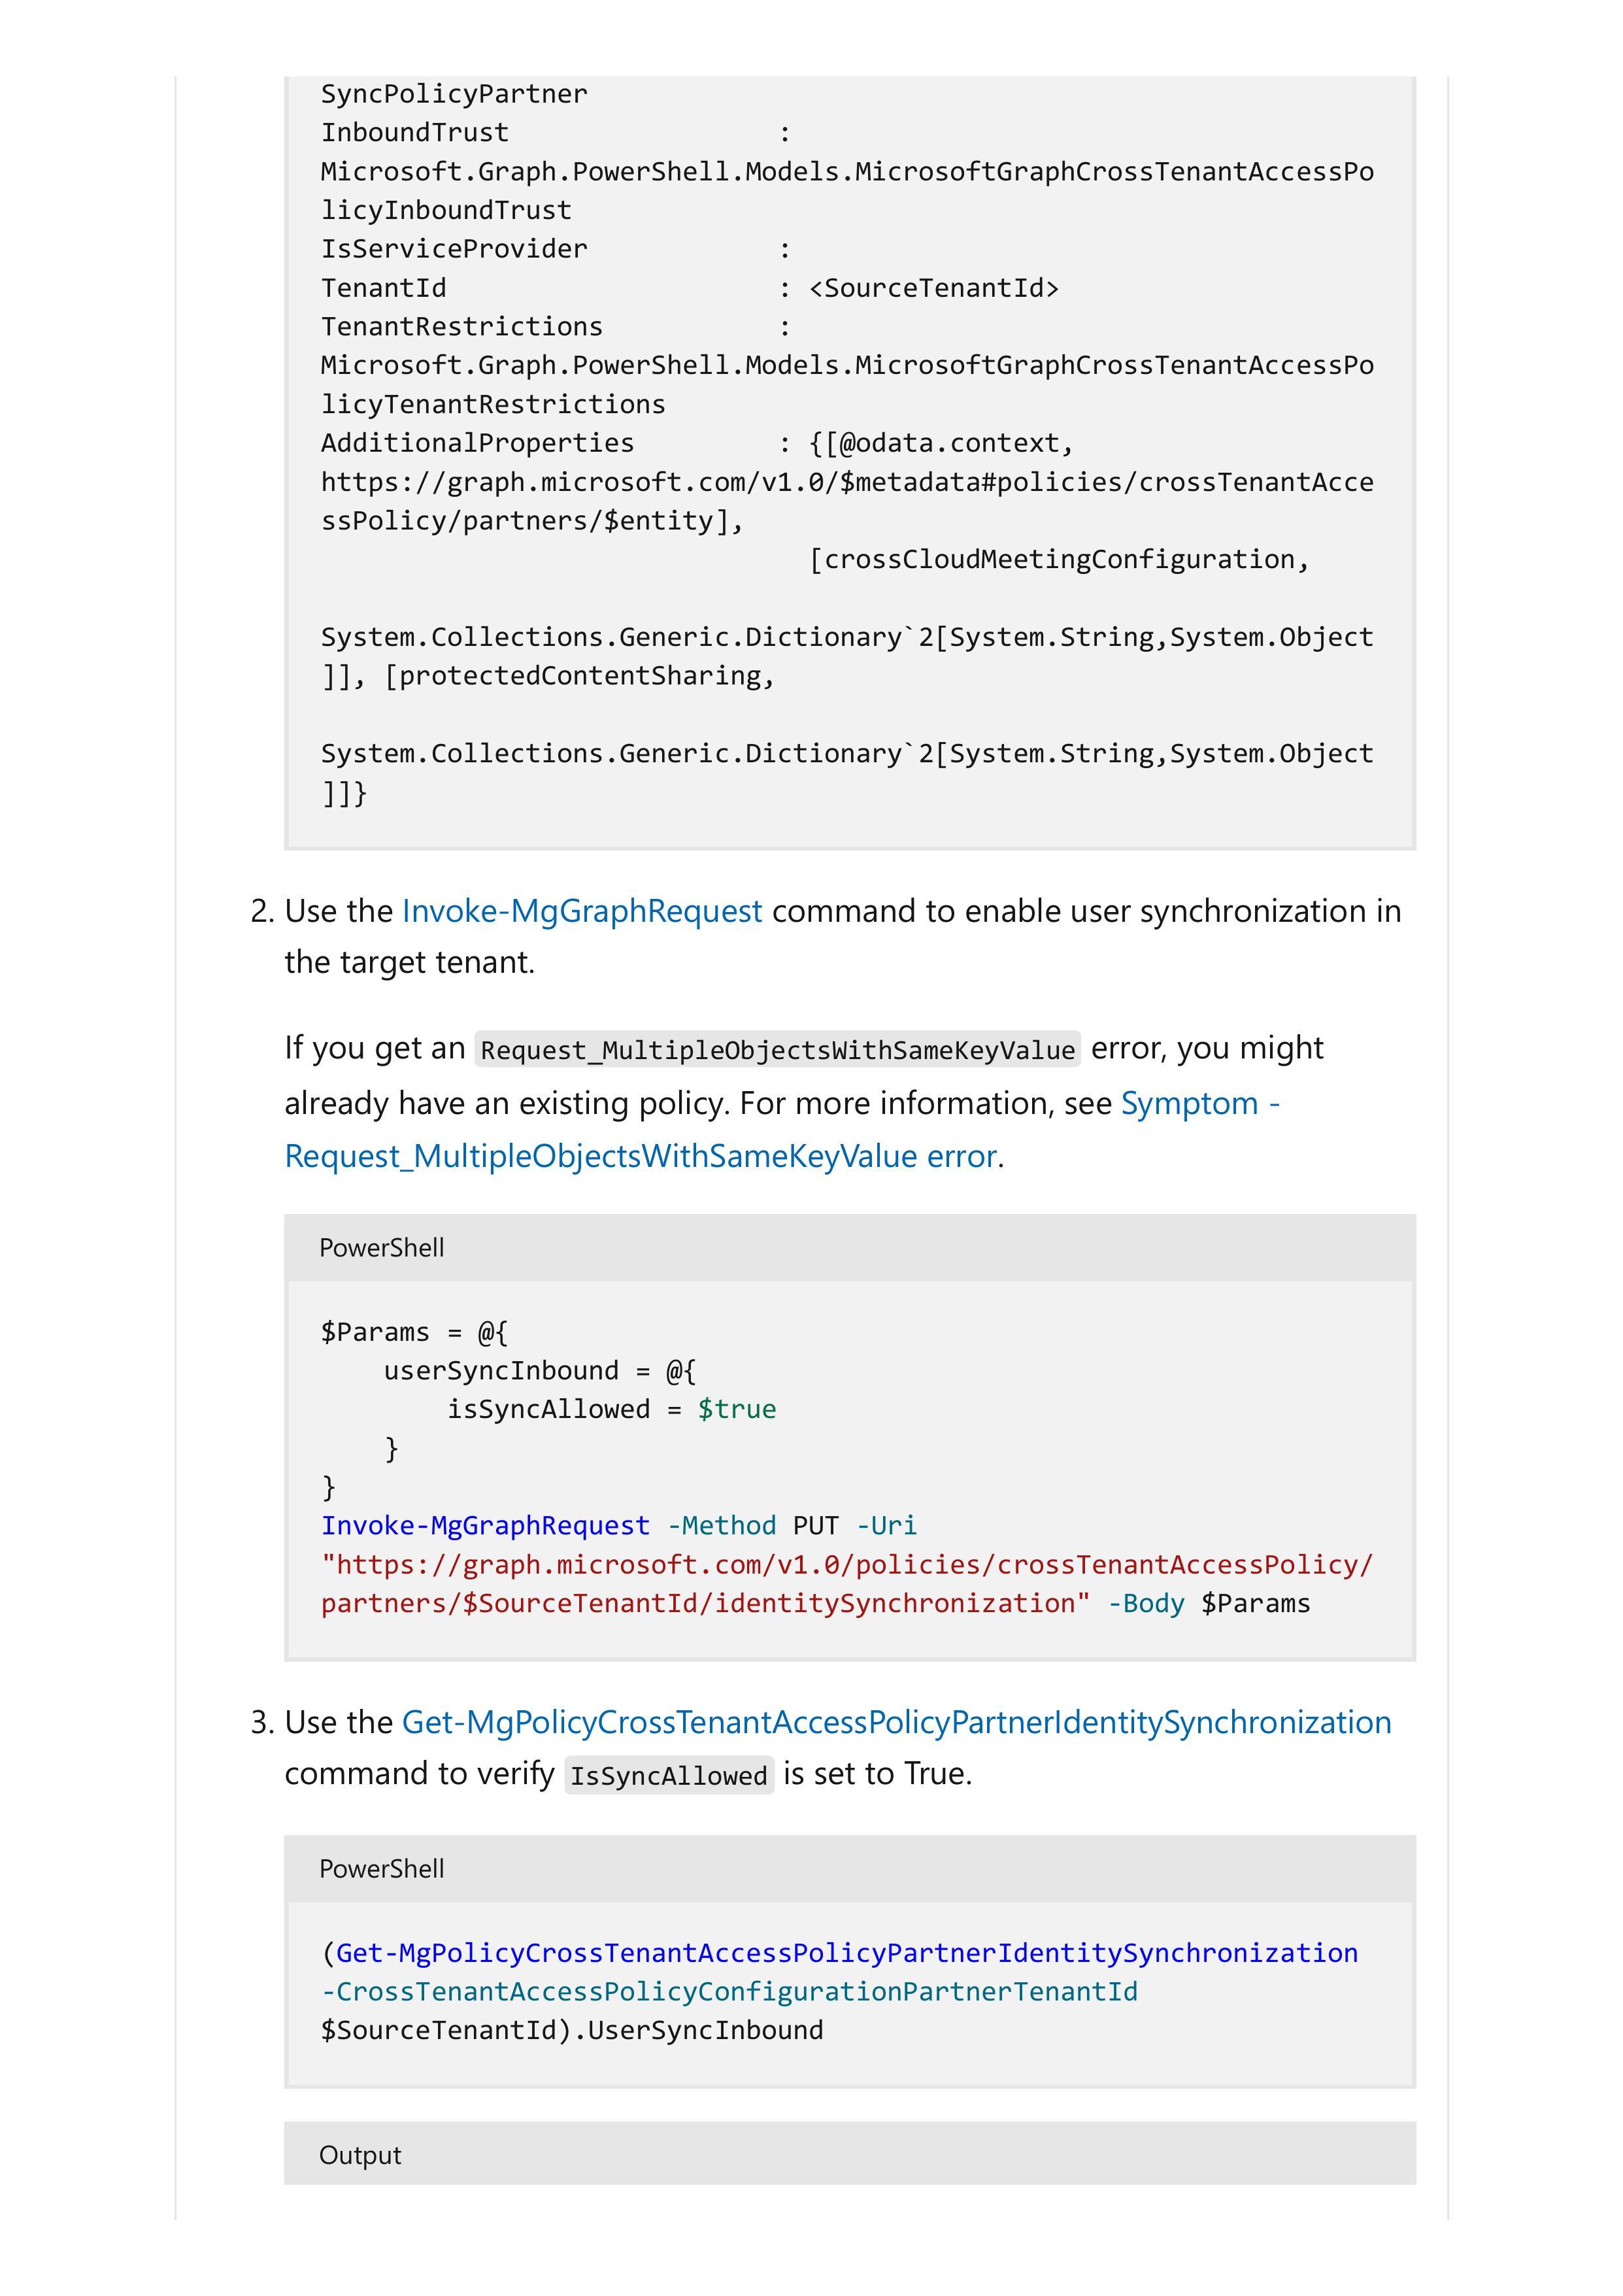 SyncPolicyPartner
InboundTrust                 :
Microsoft.Graph.PowerShell.Models.MicrosoftGraphCrossTenantAccessPo
licyInboundTrust
IsServiceProvider            :
TenantId                     : <SourceTenantId>
TenantRestrictions           :
Microsoft.Graph.PowerShell.Models.MicrosoftGraphCrossTenantAccessPo
licyTenantRestrictions
AdditionalProperties         : {[@odata.context,
https://graph.microsoft.com/v1.0/$metadata#policies/crossTenantAcce
ssPolicy/partners/$entity],
                               [crossCloudMeetingConfiguration,
System.Collections.Generic.Dictionary`2[System.String,System.Object
]], [protectedContentSharing,
System.Collections.Generic.Dictionary`2[System.String,System.Object
]]}
2. Use the Invoke-MgGraphRequest command to enable user synchronization in
the target tenant.
If you get an Request_MultipleObjectsWithSameKeyValue error, you might
already have an existing policy. For more information, see Symptom -
Request_MultipleObjectsWithSameKeyValue error.
PowerShell
$Params = @{
    userSyncInbound = @{
        isSyncAllowed = $true
    }
}
Invoke-MgGraphRequest -Method PUT -Uri
"https://graph.microsoft.com/v1.0/policies/crossTenantAccessPolicy/
partners/$SourceTenantId/identitySynchronization" -Body $Params
3. Use the Get-MgPolicyCrossTenantAccessPolicyPartnerIdentitySynchronization
command to verify IsSyncAllowed is set to True.
PowerShell
(Get-MgPolicyCrossTenantAccessPolicyPartnerIdentitySynchronization
-CrossTenantAccessPolicyConfigurationPartnerTenantId
$SourceTenantId).UserSyncInbound
Output